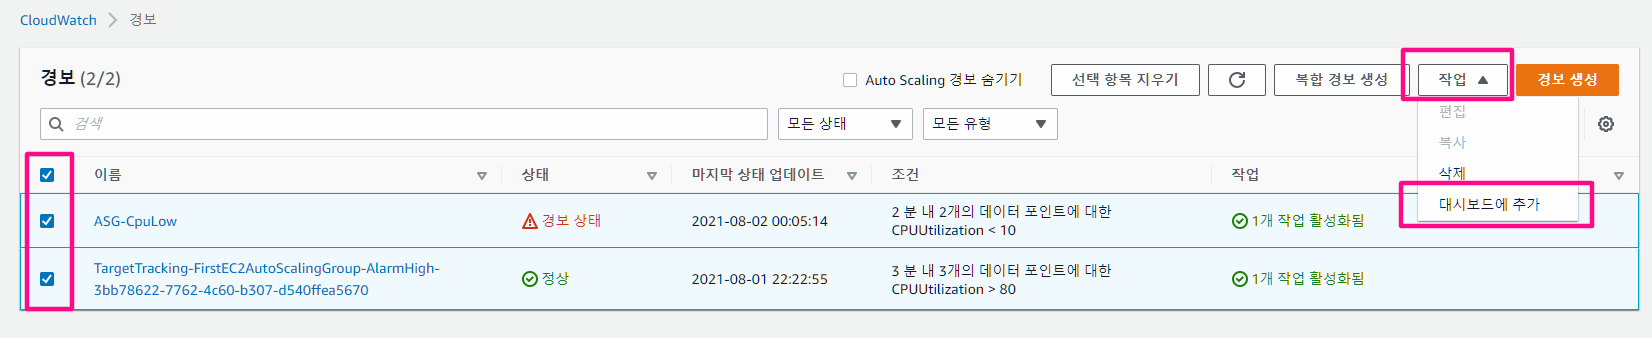 CloudWatch > 경보
경보 (2/2)
Auto Scaling 경보 숨기기
선택 항목 지우기
복합 경보 생성
작업
경보 생성
검색
모든 상태
모든 유형
편집
복사
삭제
대시보드에 추가
이름 상태 마지막 상태 업데이트 조건 작업
ASG-CpuLow
경보 상태
2021-08-02 00:05:14
2 분 내 2개의 데이터 포인트에 대한
CPUUtilization < 10
1개 작업 활성화됨
TargetTracking-FirstEC2AutoScalingGroup-AlarmHigh-
3bb78622-7762-4c60-b307-d540ffea5670
정상
2021-08-01 22:22:55
3 분 내 3개의 데이터 포인트에 대한
CPUUtilization > 80
1개 작업 활성화됨